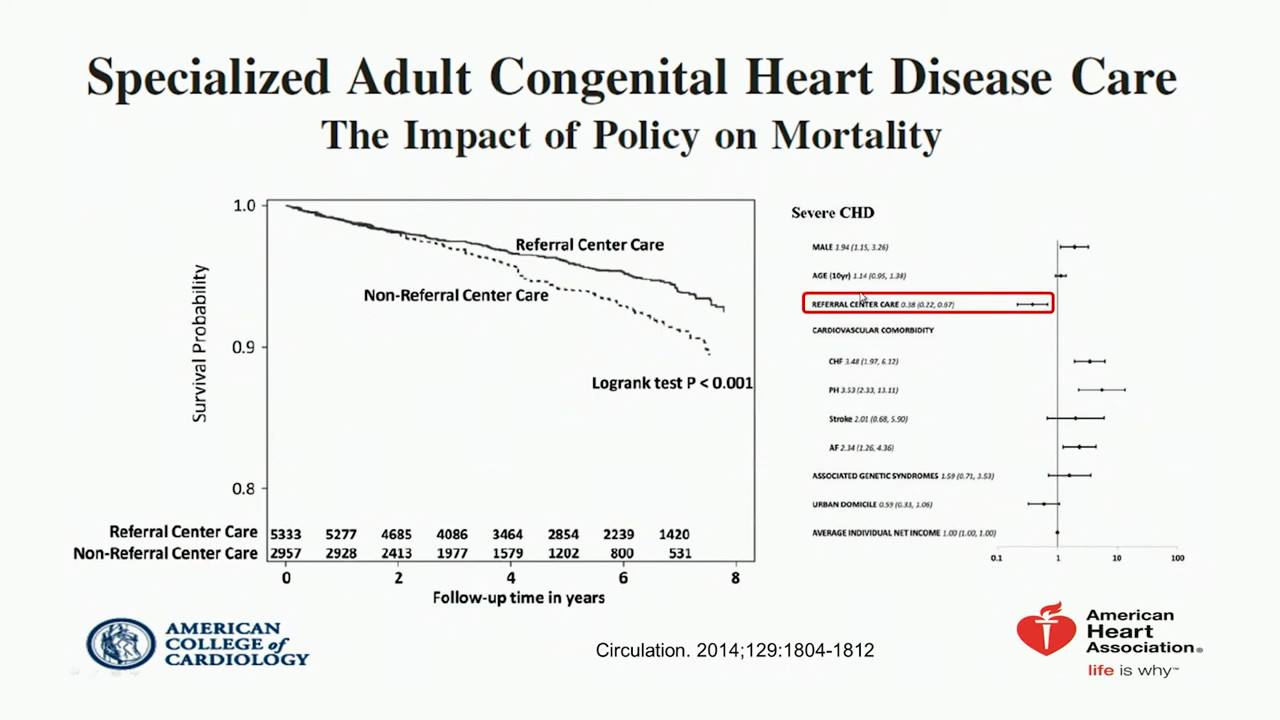 Specialized Adult Congenital Heart Disease Care
The Impact of Policy on Mortality
1.0
0.9
0.8
Survival Probability
Referral Center Care
Non-Referral Center Care
Logrank test P < 0.001
Referral Center Care 5333 5277 4685 4086 3464 2854 2239 1420
Non-Referral Center Care 2957 2928 2413 1977 1579 1202 800 531
0 2 4 6 8
Follow-up time in years
Severe CHD
MALE 1.94 (1.15, 3.26)
AGE (10yr) 1.14 (0.95, 1.38)
REFERRAL CENTER CARE 0.38 (0.22, 0.67)
CARDIOVASCULAR COMORBIDITY
CHF 3.48 (1.97, 6.12)
PH 3.53 (2.33, 13.11)
Stroke 2.01 (0.68, 5.90)
AF 2.34 (1.26, 4.36)
ASSOCIATED GENETIC SYNDROMES 1.59 (0.71, 3.53)
URBAN DOMICILE 0.59 (0.33, 1.06)
AVERAGE INDIVIDUAL NET INCOME 1.00 (1.00, 1.00)
0.1 1 10 100
AMERICAN
COLLEGE of
CARDIOLOGY
Circulation. 2014;129:1804-1812
American
Heart
Association®
life is why™